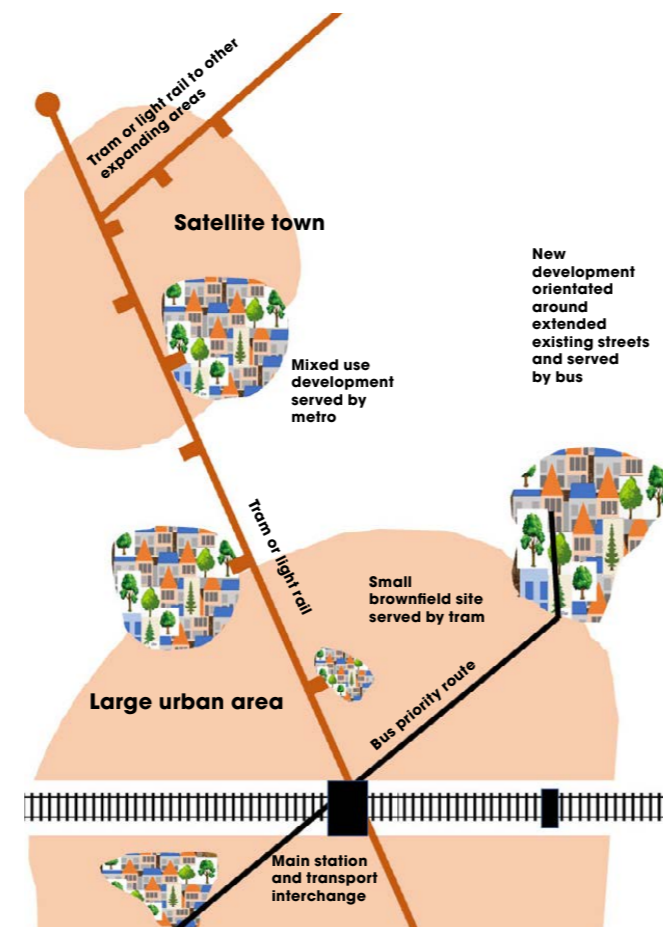 Tram or light rail to other
expanding areas
Satellite town
New
development
orientated
around
extended
existing streets
and served
by bus
Mixed use
development
served by
metro
Tram or light rail
Small
brownfield site
served by tram
Large urban area
Bus priority route
Main station
and transport
interchange